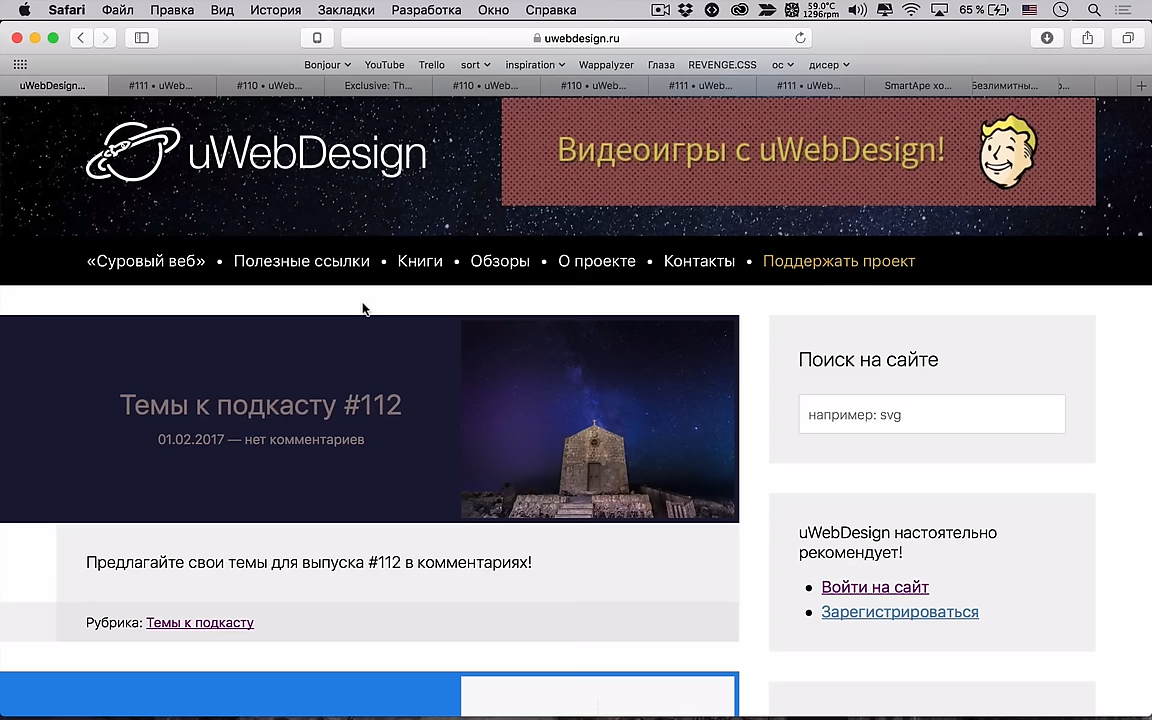 Safari Файл Правка Вид История Закладки Разработка Окно Справка 59.0°C 1296rpm 65 %
uwebdesign.ru
Bonjour YouTube Trello sort inspiration Wappalyzer Глаза REVENGE.CSS ос дисер
uWebDesign... #111 • uWeb... #110 • uWeb... Exclusive: Th... #110 • uWeb... #110 • uWeb... #111 • uWeb... #111 • uWeb... SmartApe хо... Безлимитны...
uWebDesign
Видеоигры с uWebDesign!
«Суровый веб» • Полезные ссылки • Книги • Обзоры • О проекте • Контакты • Поддержать проект
Темы к подкасту #112
01.02.2017 — нет комментариев
Предлагайте свои темы для выпуска #112 в комментариях!
Рубрика: Темы к подкасту
Поиск на сайте
например: svg
uWebDesign настоятельно
рекомендует!
• Войти на сайт
• Зарегистрироваться